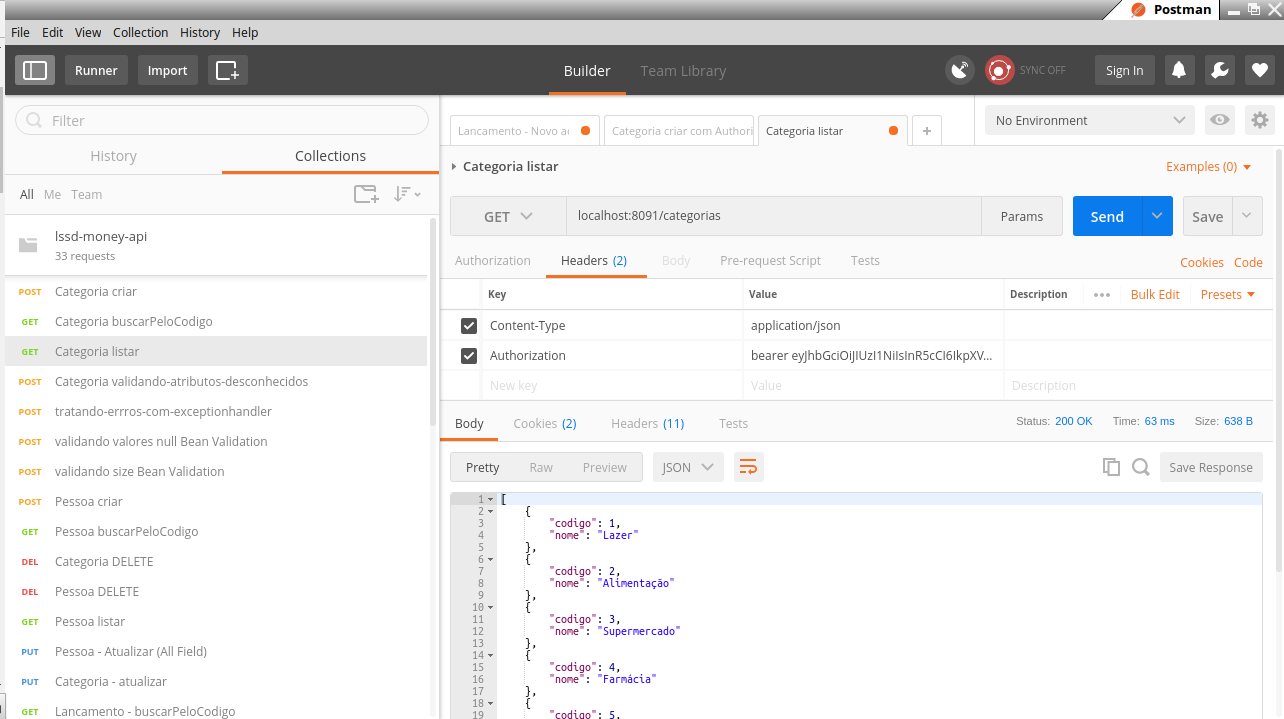 Postman
File Edit View Collection History Help
Runner Import Builder Team Library SYNC OFF Sign In
Filter
History Collections
All Me Team
lssd-money-api
33 requests
POST Categoria criar
GET Categoria buscarPeloCodigo
GET Categoria listar
POST Categoria validando-atributos-desconhecidos
POST tratando-errros-com-exceptionhandler
POST validando valores null Bean Validation
POST validando size Bean Validation
POST Pessoa criar
GET Pessoa buscarPeloCodigo
DEL Categoria DELETE
DEL Pessoa DELETE
GET Pessoa listar
PUT Pessoa - Atualizar (All Field)
PUT Categoria - atualizar
GET Lancamento - buscarPeloCodigo
Lancamento - Novo Categoria criar com Authori Categoria listar +
No Environment
Categoria listar Examples (0)
GET localhost:8091/categorias Params Send Save
Authorization Headers (2) Body Pre-request Script Tests Cookies Code
Key Value Description ••• Bulk Edit Presets
Content-Type application/json
Authorization bearer eyJhbGciOiJIUzI1NiIsInR5cCI6IkpXV...
New key Value Description
Body Cookies (2) Headers (11) Tests Status: 200 OK Time: 63 ms Size: 638 B
Pretty Raw Preview JSON Save Response
1 [
2 {
3 "codigo": 1,
4 "nome": "Lazer"
5 },
6 {
7 "codigo": 2,
8 "nome": "Alimentação"
9 },
10 {
11 "codigo": 3,
12 "nome": "Supermercado"
13 },
14 {
15 "codigo": 4,
16 "nome": "Farmácia"
17 },
18 {
19 "codigo": 5,